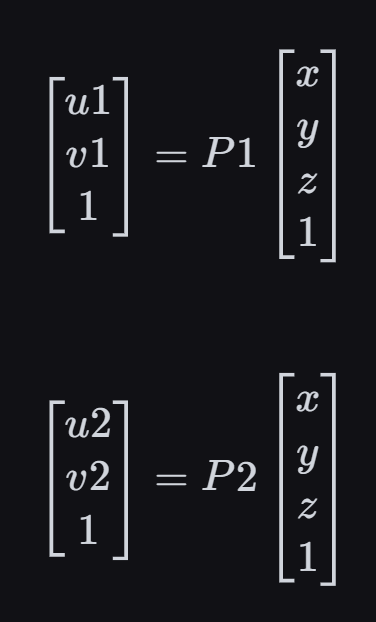 [u1 v1 1] = P1 [x y z 1]
[u2 v2 1] = P2 [x y z 1]